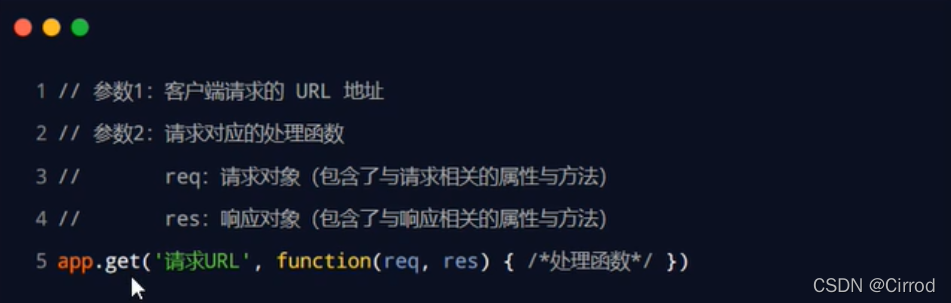 1 // 参数1：客户端请求的 URL 地址
2 // 参数2：请求对应的处理函数
3 //       req：请求对象（包含了与请求相关的属性与方法）
4 //       res：响应对象（包含了与响应相关的属性与方法）
5 app.get('请求URL', function(req, res) { /*处理函数*/ })
CSDN @Cirrod